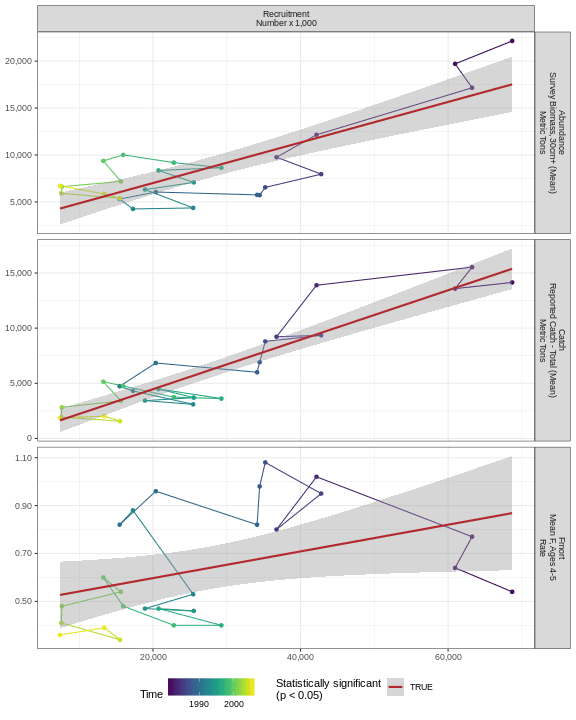 Recruitment
Number x 1,000
20,000
15,000
10,000
5,000
Abundance
Survey Biomass, 30cm+ (Mean)
Metric Tons
15,000
10,000
5,000
0
Catch
Reported Catch - Total (Mean)
Metric Tons
1.10
0.90
0.70
0.50
Fmort
Mean F, Ages 4-5
Rate
20,000
40,000
60,000
Time
1990
2000
Statistically significant
(p < 0.05)
TRUE